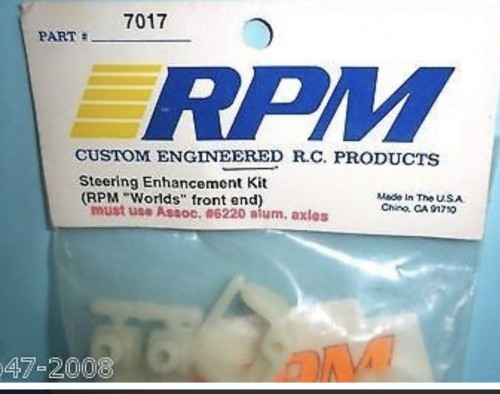 PART # 7017
RPM
CUSTOM ENGINEERED R.C. PRODUCTS
Steering Enhancement Kit
(RPM "Worlds" front end)
must use Assoc. #6220 alum. axles
Made In The U.S.A.
Chino, CA 91710
RPM
47-2008